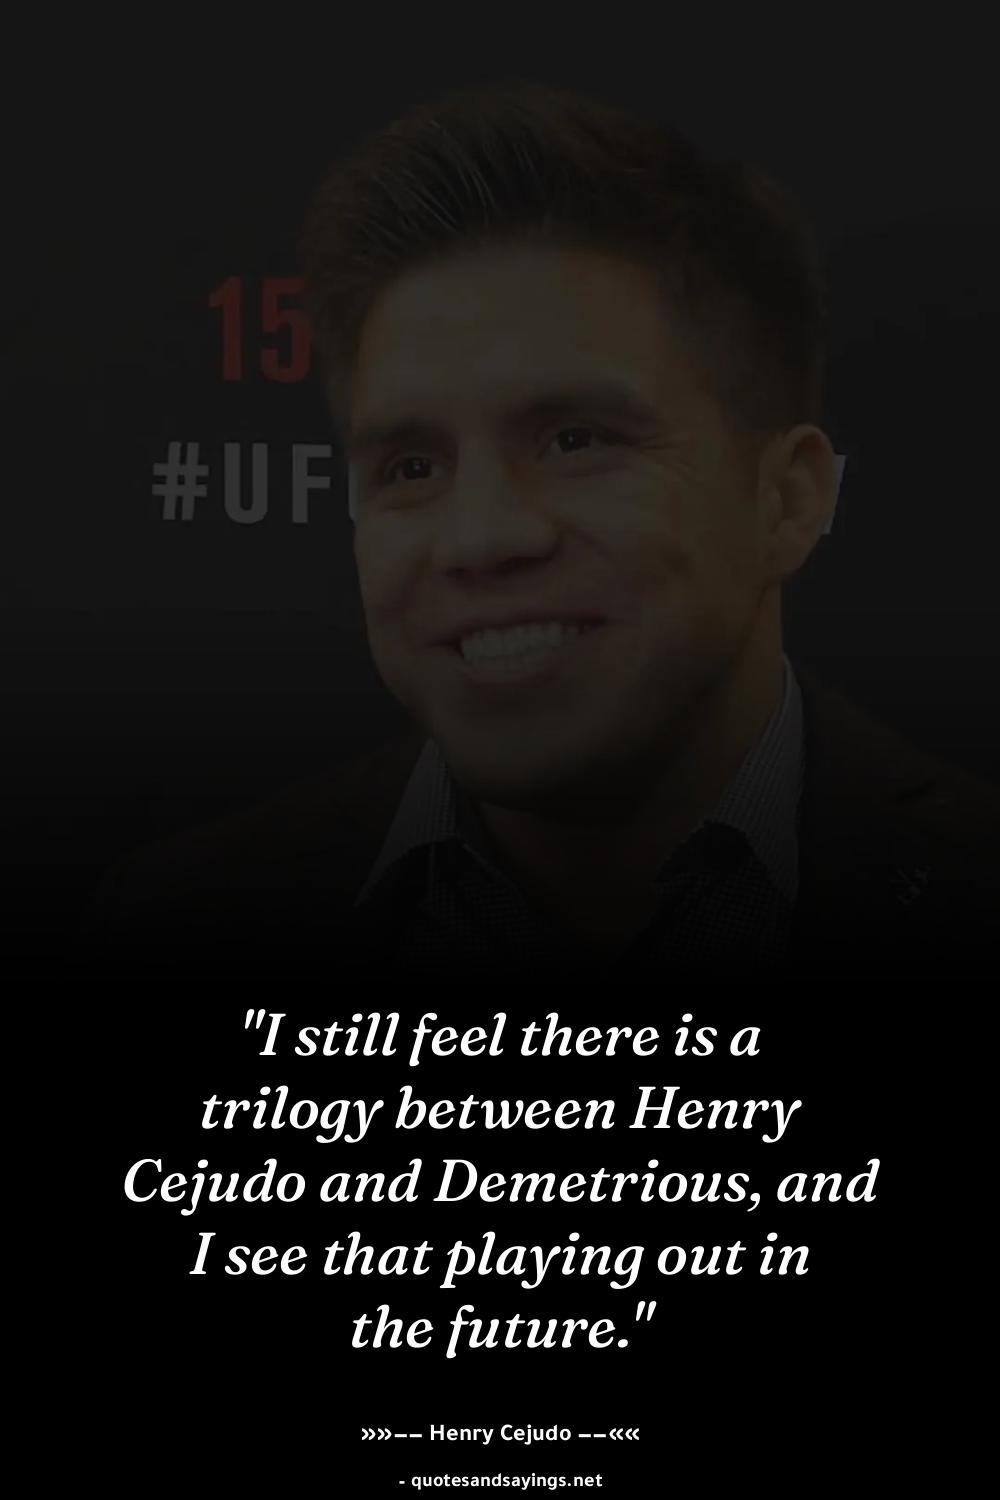 15
#UF
"I still feel there is a
trilogy between Henry
Cejudo and Demetrious, and
I see that playing out in
the future."
»»–– Henry Cejudo ––««
- quotesandsayings.net